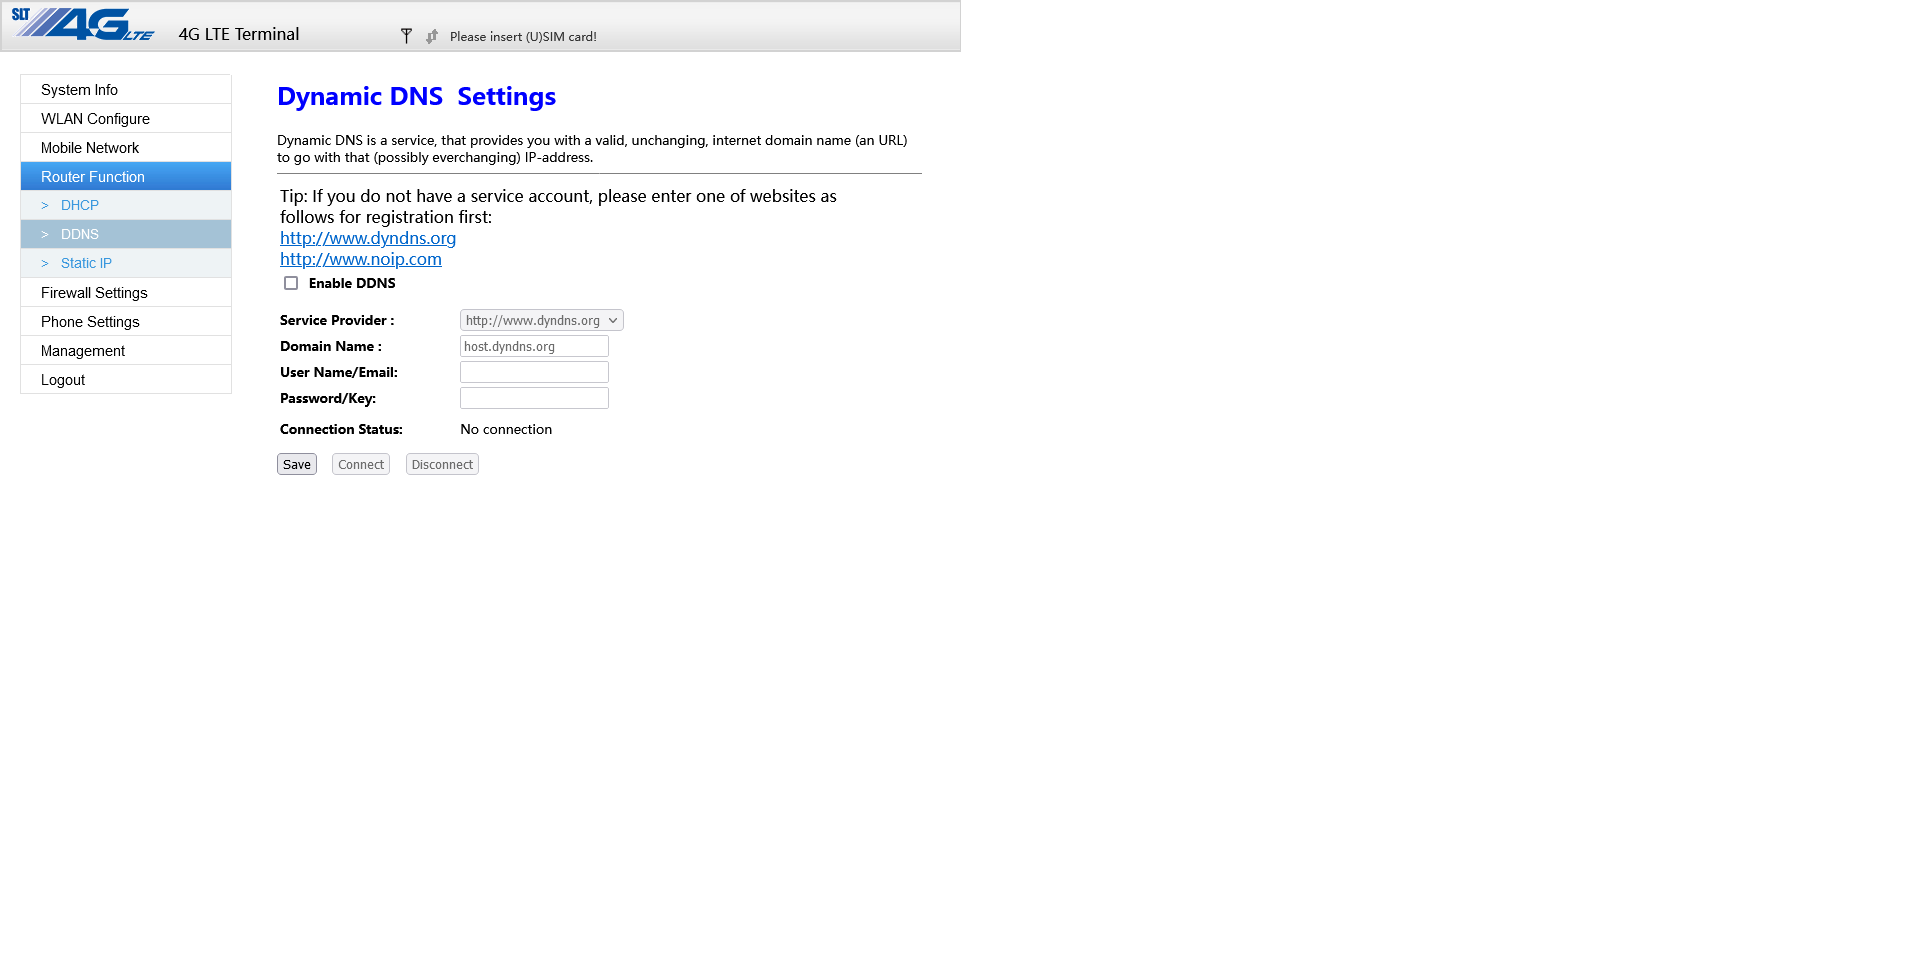 SLT 4G LTE
4G LTE Terminal
Please insert (U)SIM card!
System Info
WLAN Configure
Mobile Network
Router Function
> DHCP
> DDNS
> Static IP
Firewall Settings
Phone Settings
Management
Logout
Dynamic DNS  Settings
Dynamic DNS is a service, that provides you with a valid, unchanging, internet domain name (an URL)
to go with that (possibly everchanging) IP-address.
Tip: If you do not have a service account, please enter one of websites as
follows for registration first:
http://www.dyndns.org
http://www.noip.com
Enable DDNS
Service Provider : http://www.dyndns.org
Domain Name : host.dyndns.org
User Name/Email:
Password/Key:
Connection Status: No connection
Save Connect Disconnect